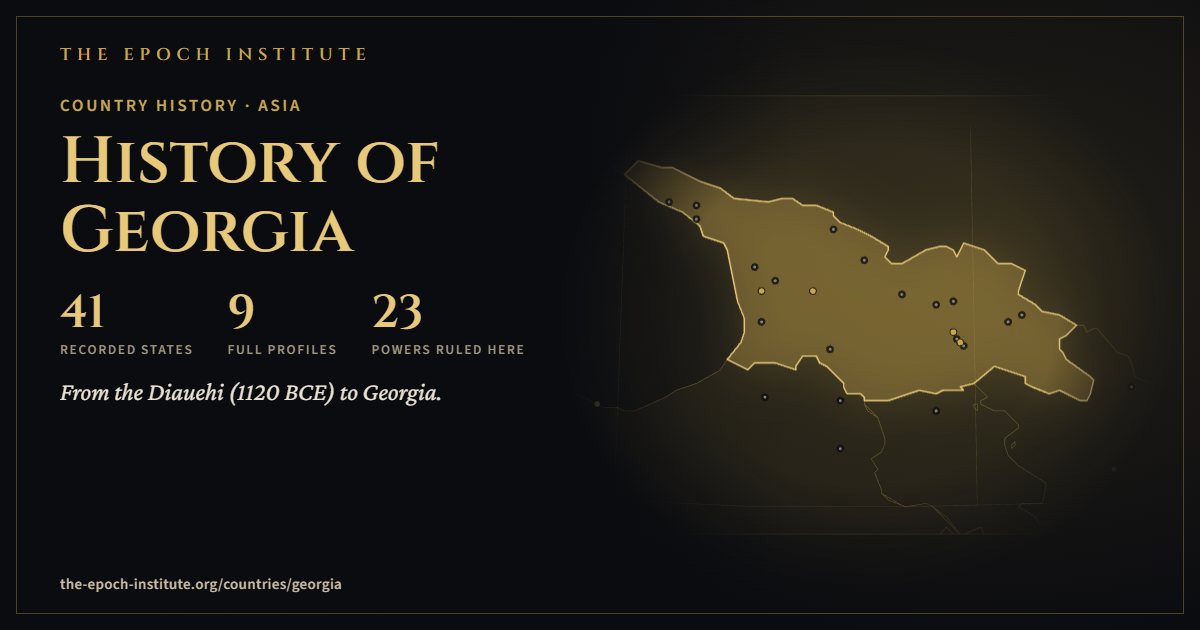 THE EPOCH INSTITUTE
COUNTRY HISTORY · ASIA
History of
Georgia
41
RECORDED STATES
9
FULL PROFILES
23
POWERS RULED HERE
From the Diauehi (1120 BCE) to Georgia.
the-epoch-institute.org/countries/georgia